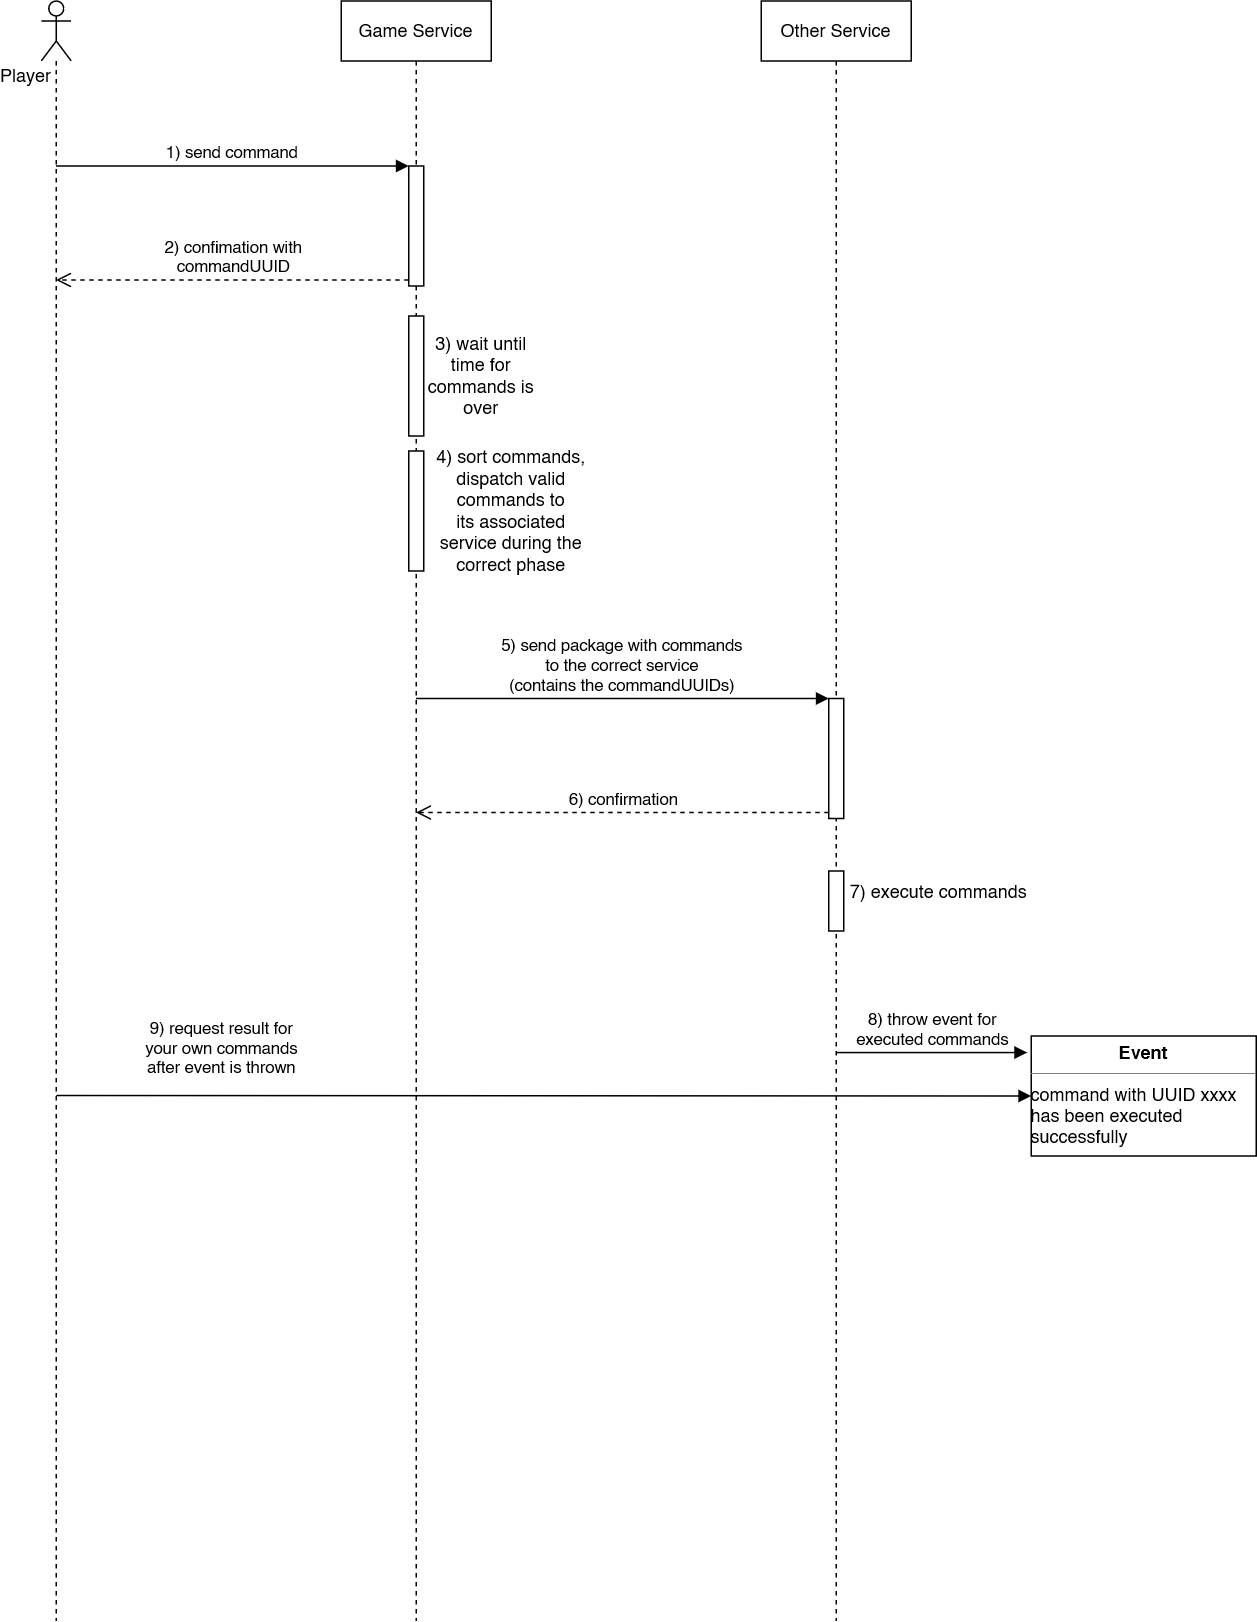 Game Service
Other Service
Player
1) send command
2) confimation with
commandUUID
3) wait until
time for
commands is
over
4) sort commands,
dispatch valid
commands to
its associated
service during the
correct phase
5) send package with commands
to the correct service
(contains the commandUUIDs)
6) confirmation
7) execute commands
8) throw event for
executed commands
9) request result for
your own commands
after event is thrown
Event
command with UUID xxxx
has been executed
successfully